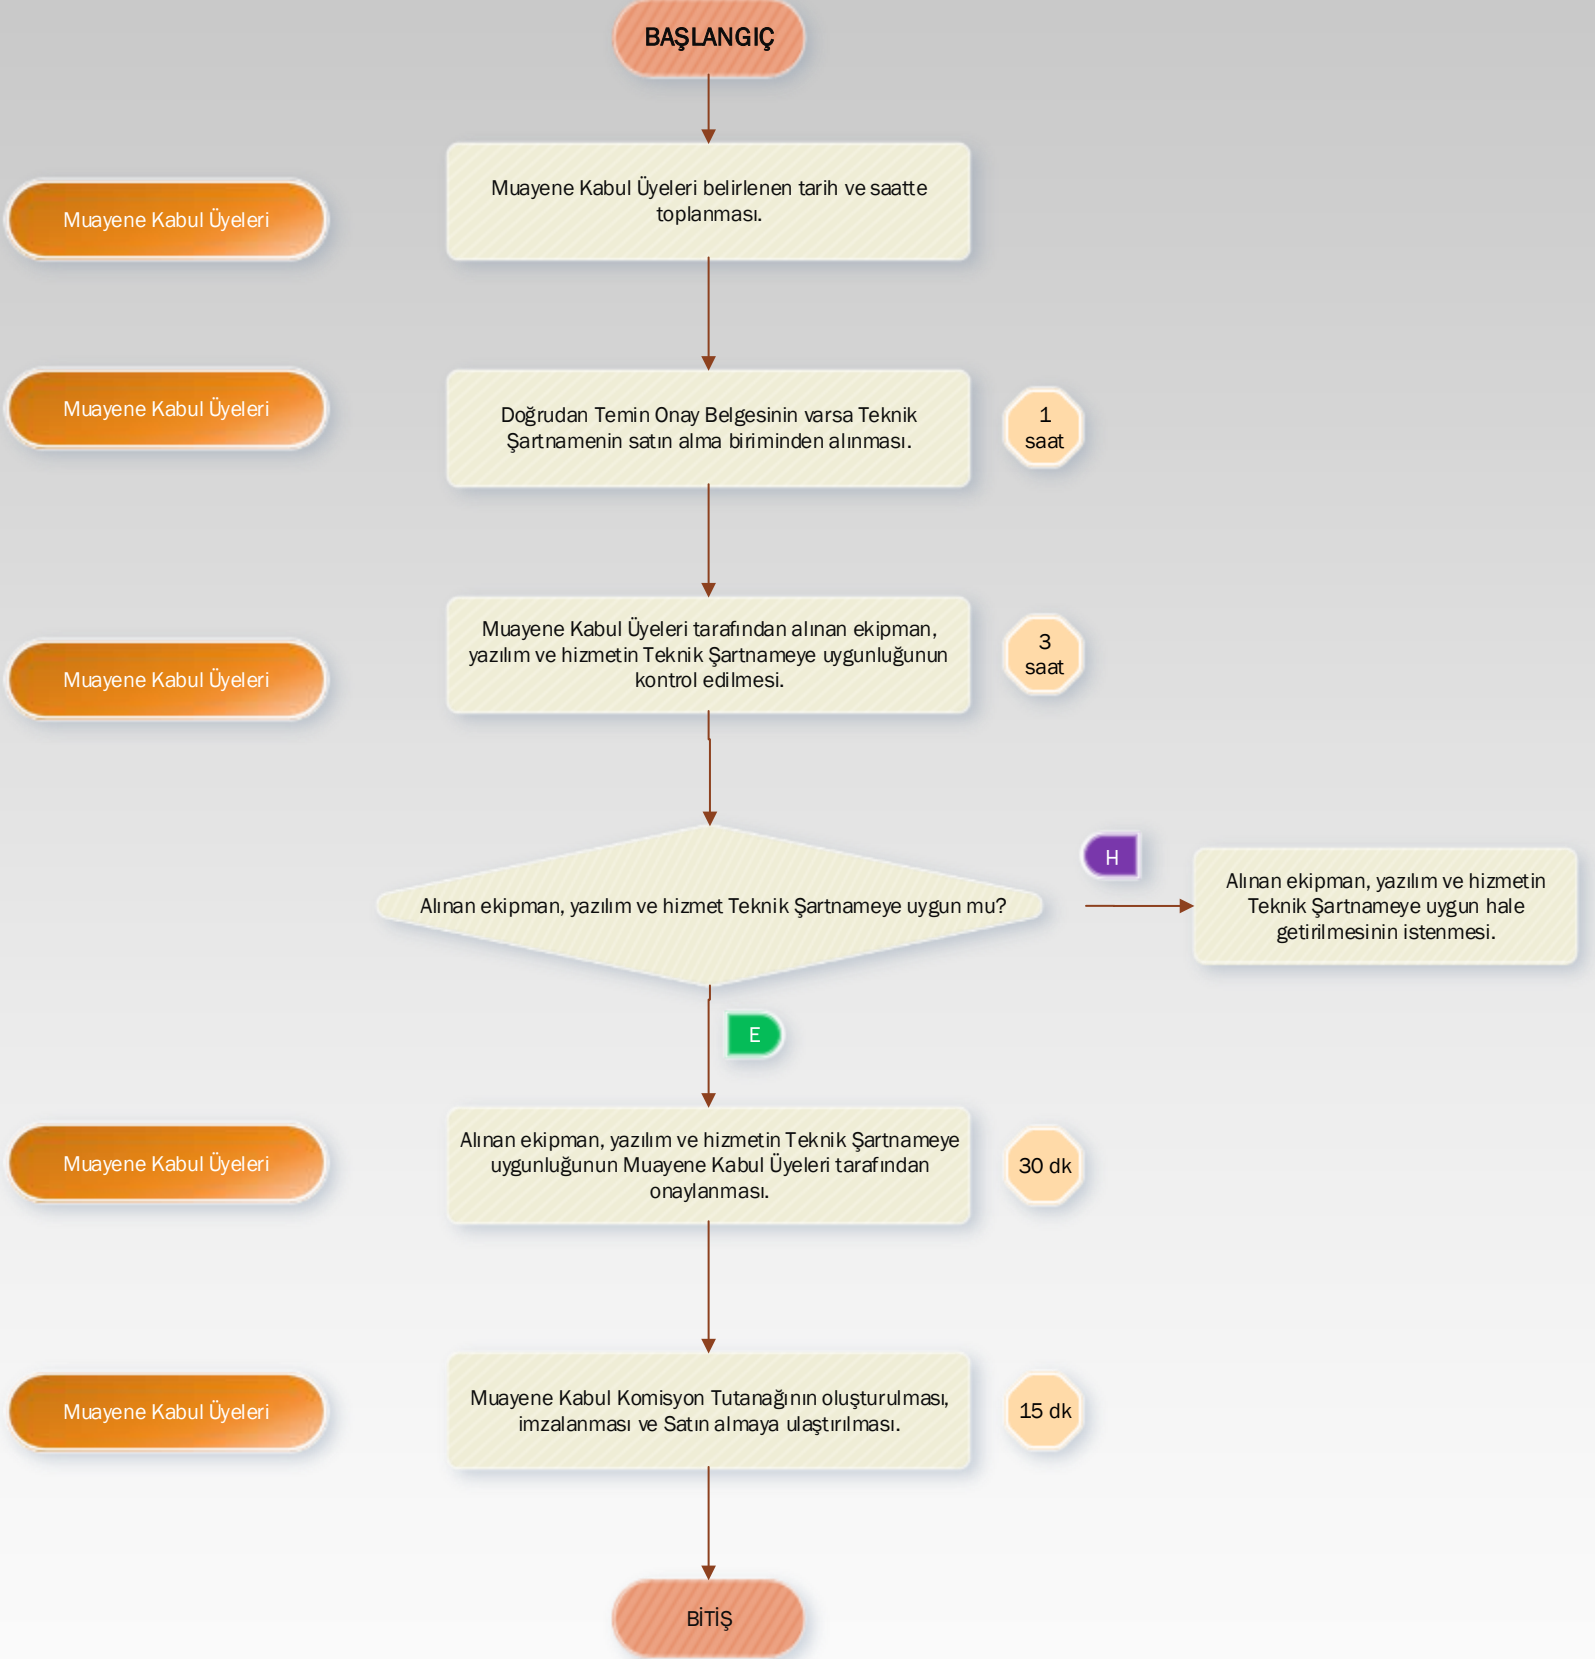 BAŞLANGIÇ
Muayene Kabul Üyeleri
Muayene Kabul Üyeleri belirlenen tarih ve saatte
toplanması.
Muayene Kabul Üyeleri
Doğrudan Temin Onay Belgesinin varsa Teknik
Şartnamenin satın alma biriminden alınması.
1
saat
Muayene Kabul Üyeleri
Muayene Kabul Üyeleri tarafından alınan ekipman,
yazılım ve hizmetin Teknik Şartnameye uygunluğunun
kontrol edilmesi.
3
saat
Alınan ekipman, yazılım ve hizmet Teknik Şartnameye uygun mu?
H
Alınan ekipman, yazılım ve hizmetin
Teknik Şartnameye uygun hale
getirilmesinin istenmesi.
E
Muayene Kabul Üyeleri
Alınan ekipman, yazılım ve hizmetin Teknik Şartnameye
uygunluğunun Muayene Kabul Üyeleri tarafından
onaylanması.
30 dk
Muayene Kabul Üyeleri
Muayene Kabul Komisyon Tutanağının oluşturulması,
imzalanması ve Satın almaya ulaştırılması.
15 dk
BİTİŞ